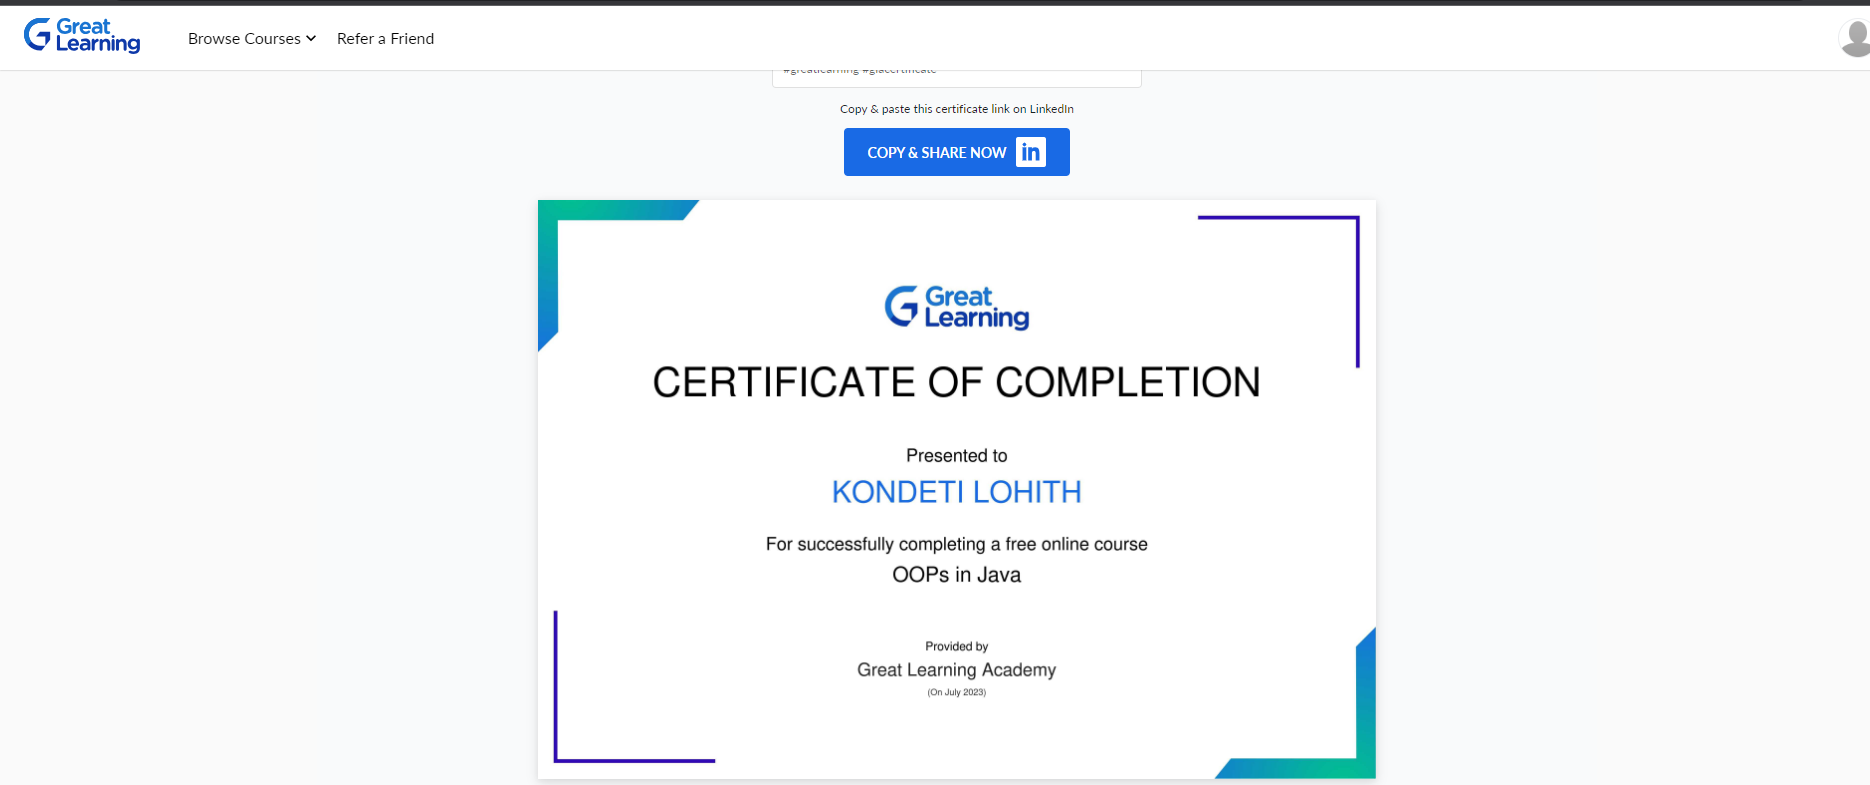 Great
Learning
Browse Courses
Refer a Friend
#greatlearning #glacertificate
Copy & paste this certificate link on LinkedIn
COPY & SHARE NOW in
Great
Learning
CERTIFICATE OF COMPLETION
Presented to
KONDETI LOHITH
For successfully completing a free online course
OOPs in Java
Provided by
Great Learning Academy
(On July 2023)